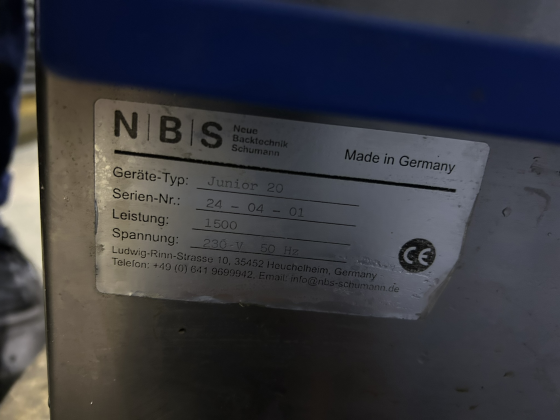 N|B|S
Neue
Backtechnik
Schumann
Made in Germany
Geräte-Typ: Junior 20
Serien-Nr.: 24 - 04 - 01
Leistung: 1500
Spannung: 230 V 50 Hz
Ludwig-Rinn-Strasse 10, 35452 Heuchelheim, Germany
Telefon: +49 (0) 641 9699942, Email: info@nbs-schumann.de
CE